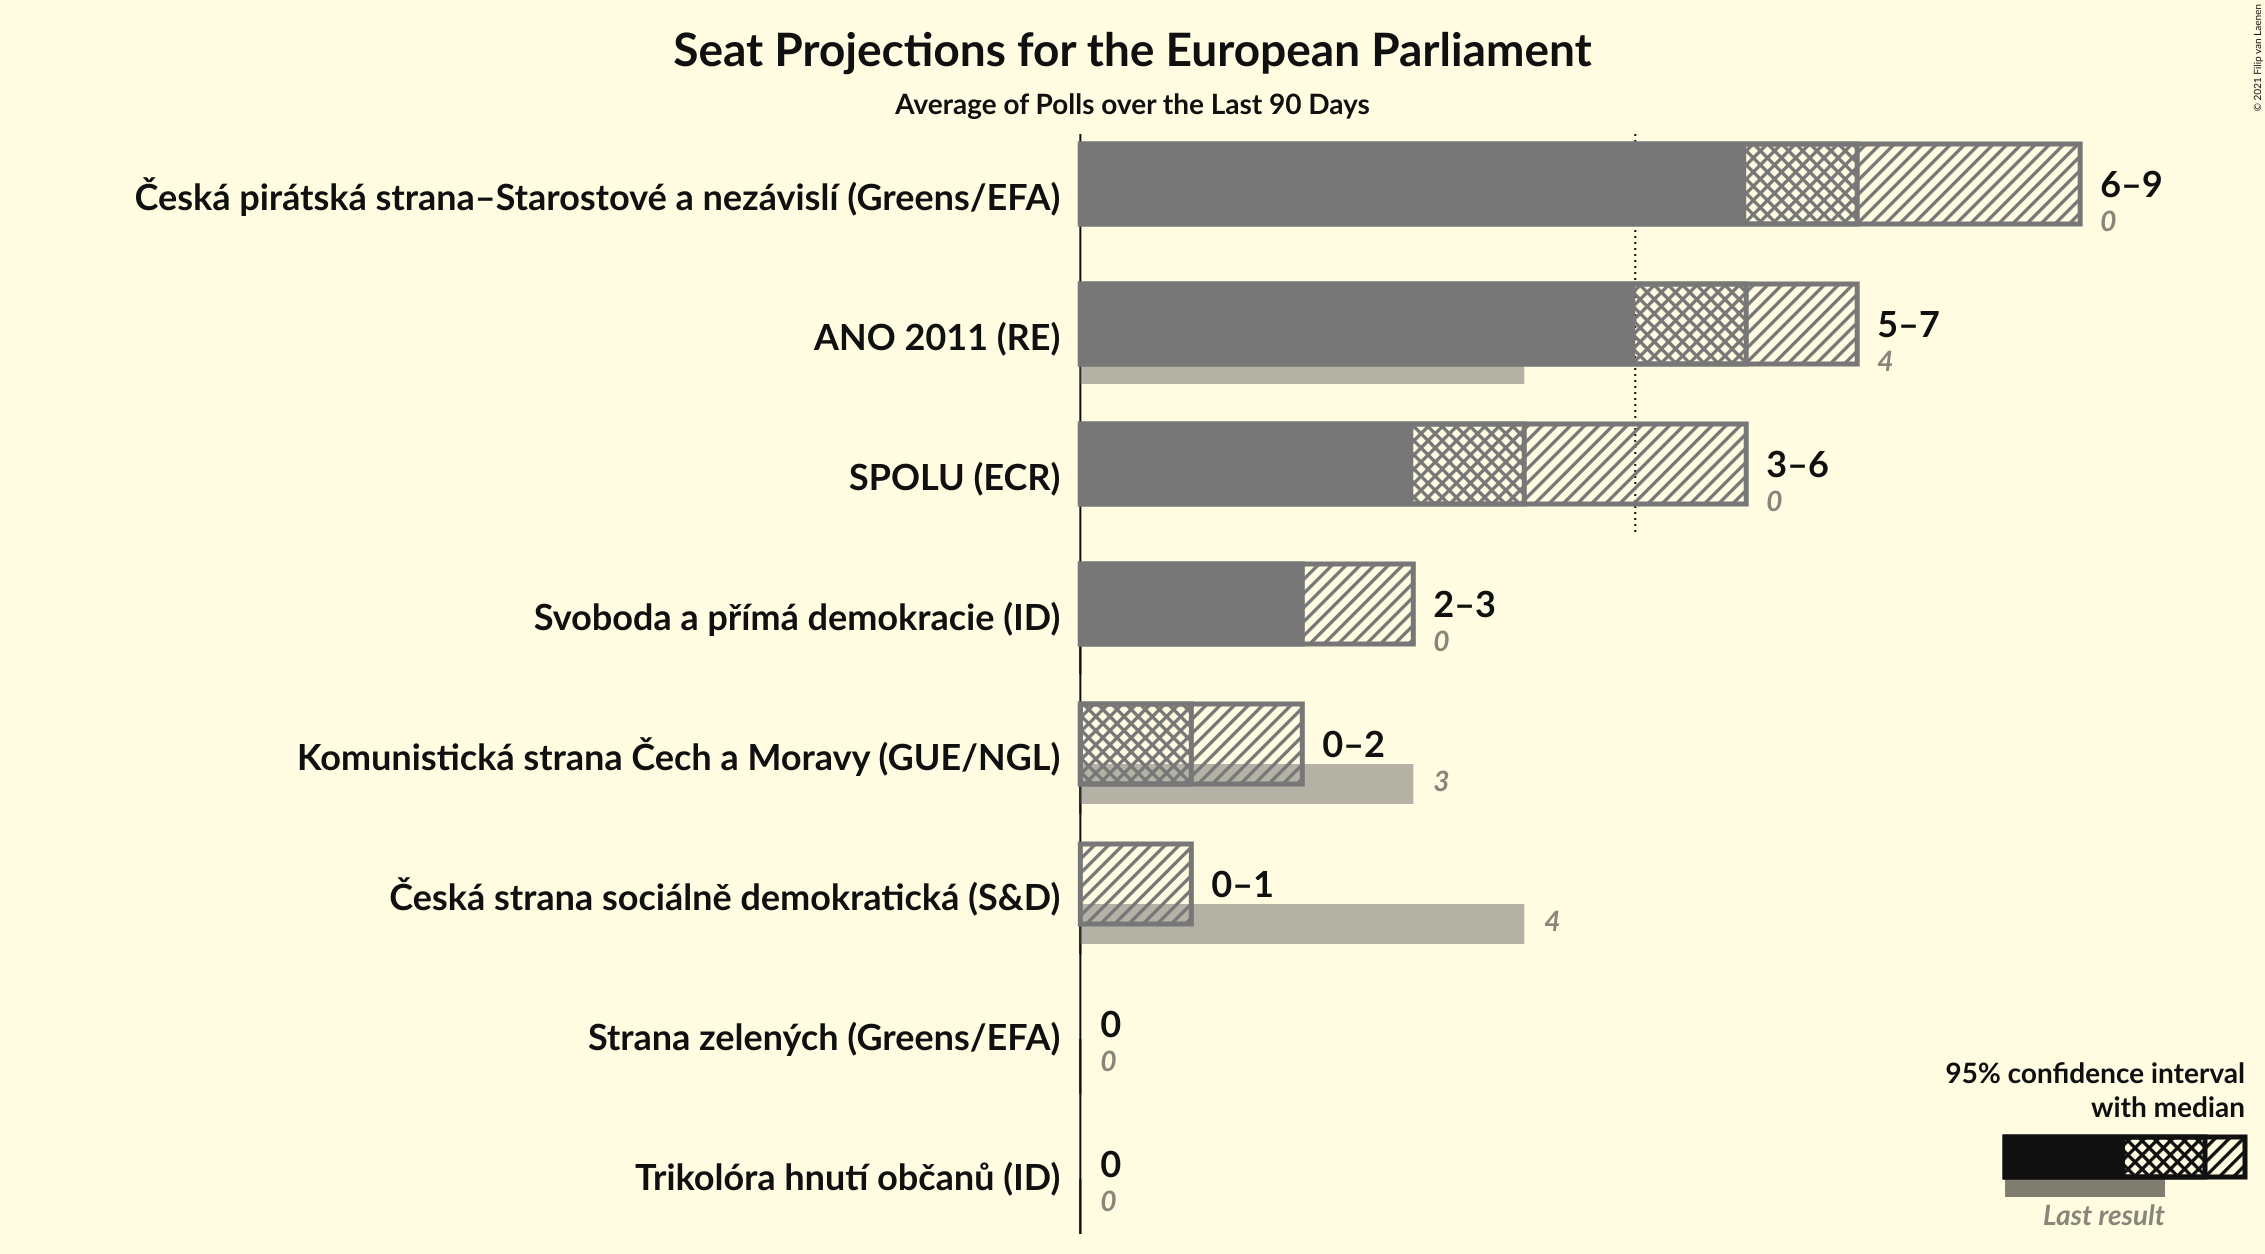 Seat Projections for the European Parliament
Average of Polls over the Last 90 Days
© 2021 Filip van Laenen
Česká pirátská strana–Starostové a nezávislí (Greens/EFA)
6–9
0
ANO 2011 (RE)
5–7
4
SPOLU (ECR)
3–6
0
Svoboda a přímá demokracie (ID)
2–3
0
Komunistická strana Čech a Moravy (GUE/NGL)
0–2
3
Česká strana sociálně demokratická (S&D)
0–1
4
Strana zelených (Greens/EFA)
0
0
Trikolóra hnutí občanů (ID)
0
0
95% confidence interval
with median
Last result